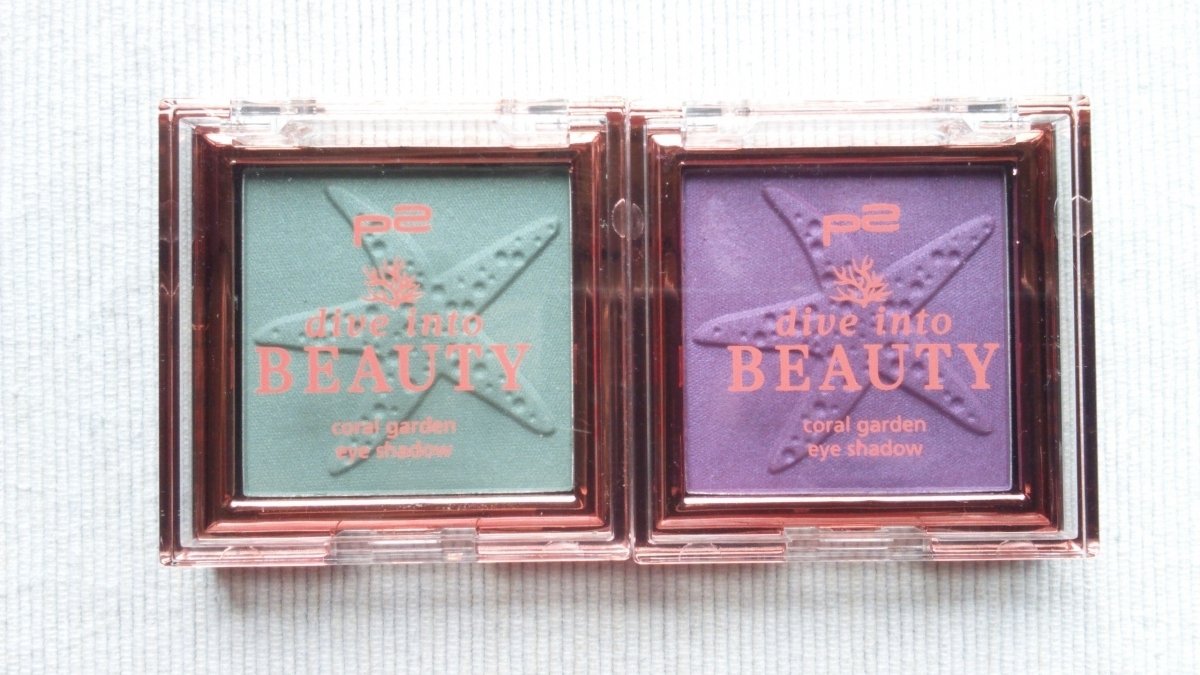 p2
dive into
BEAUTY
coral garden
eye shadow
p2
dive into
BEAUTY
coral garden
eye shadow